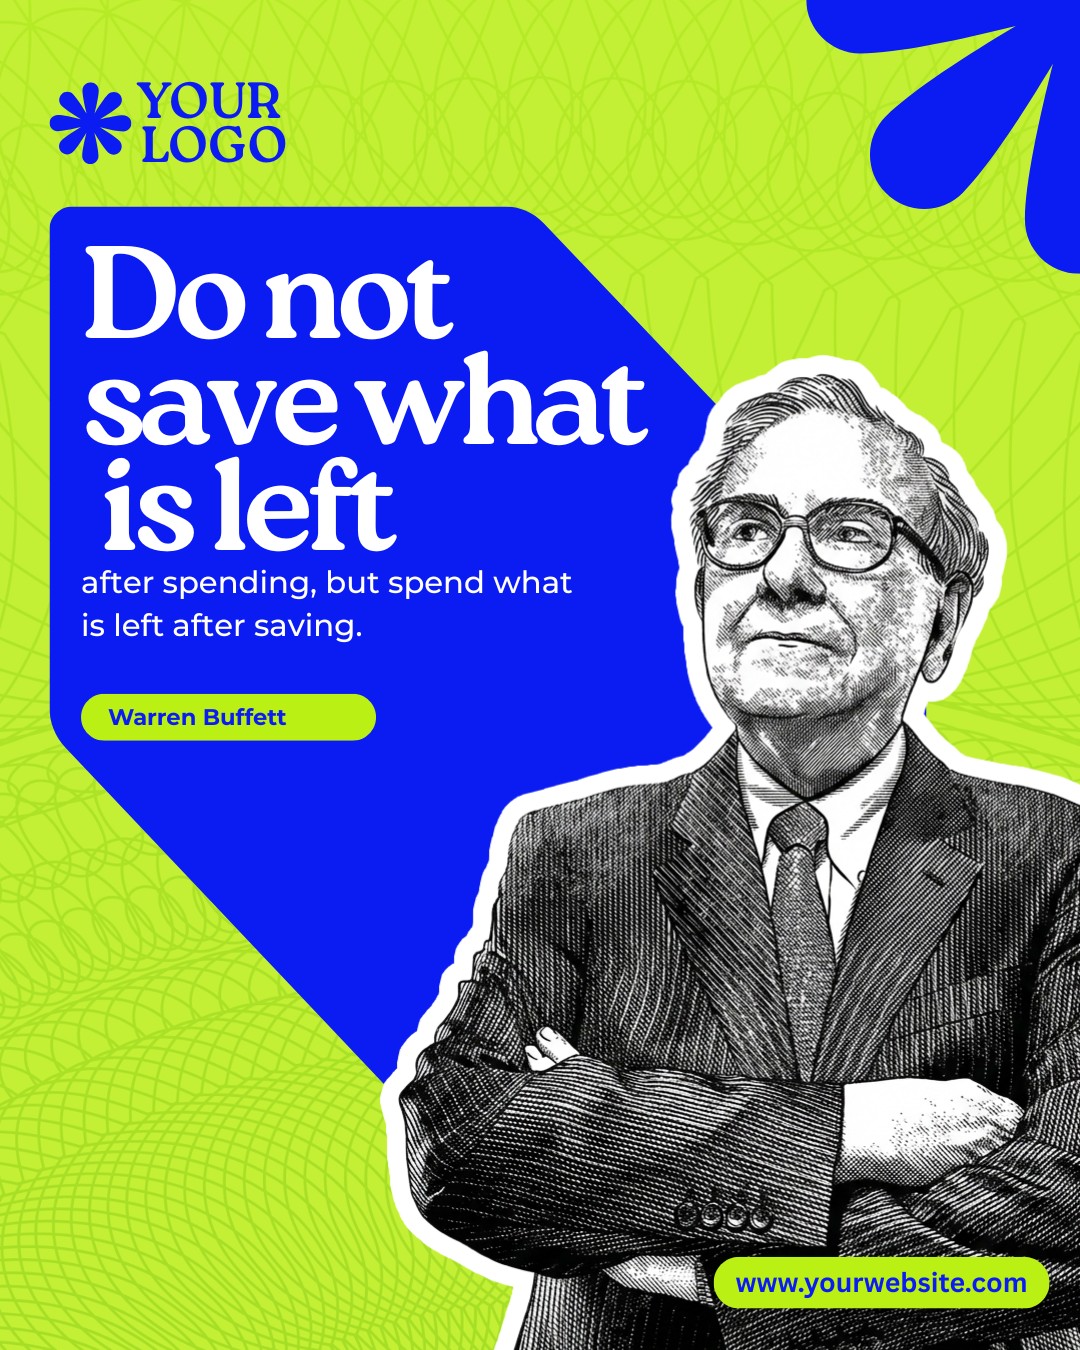 YOUR
LOGO
Do not
save what
is left
after spending, but spend what
is left after saving.
Warren Buffett
www.yourwebsite.com